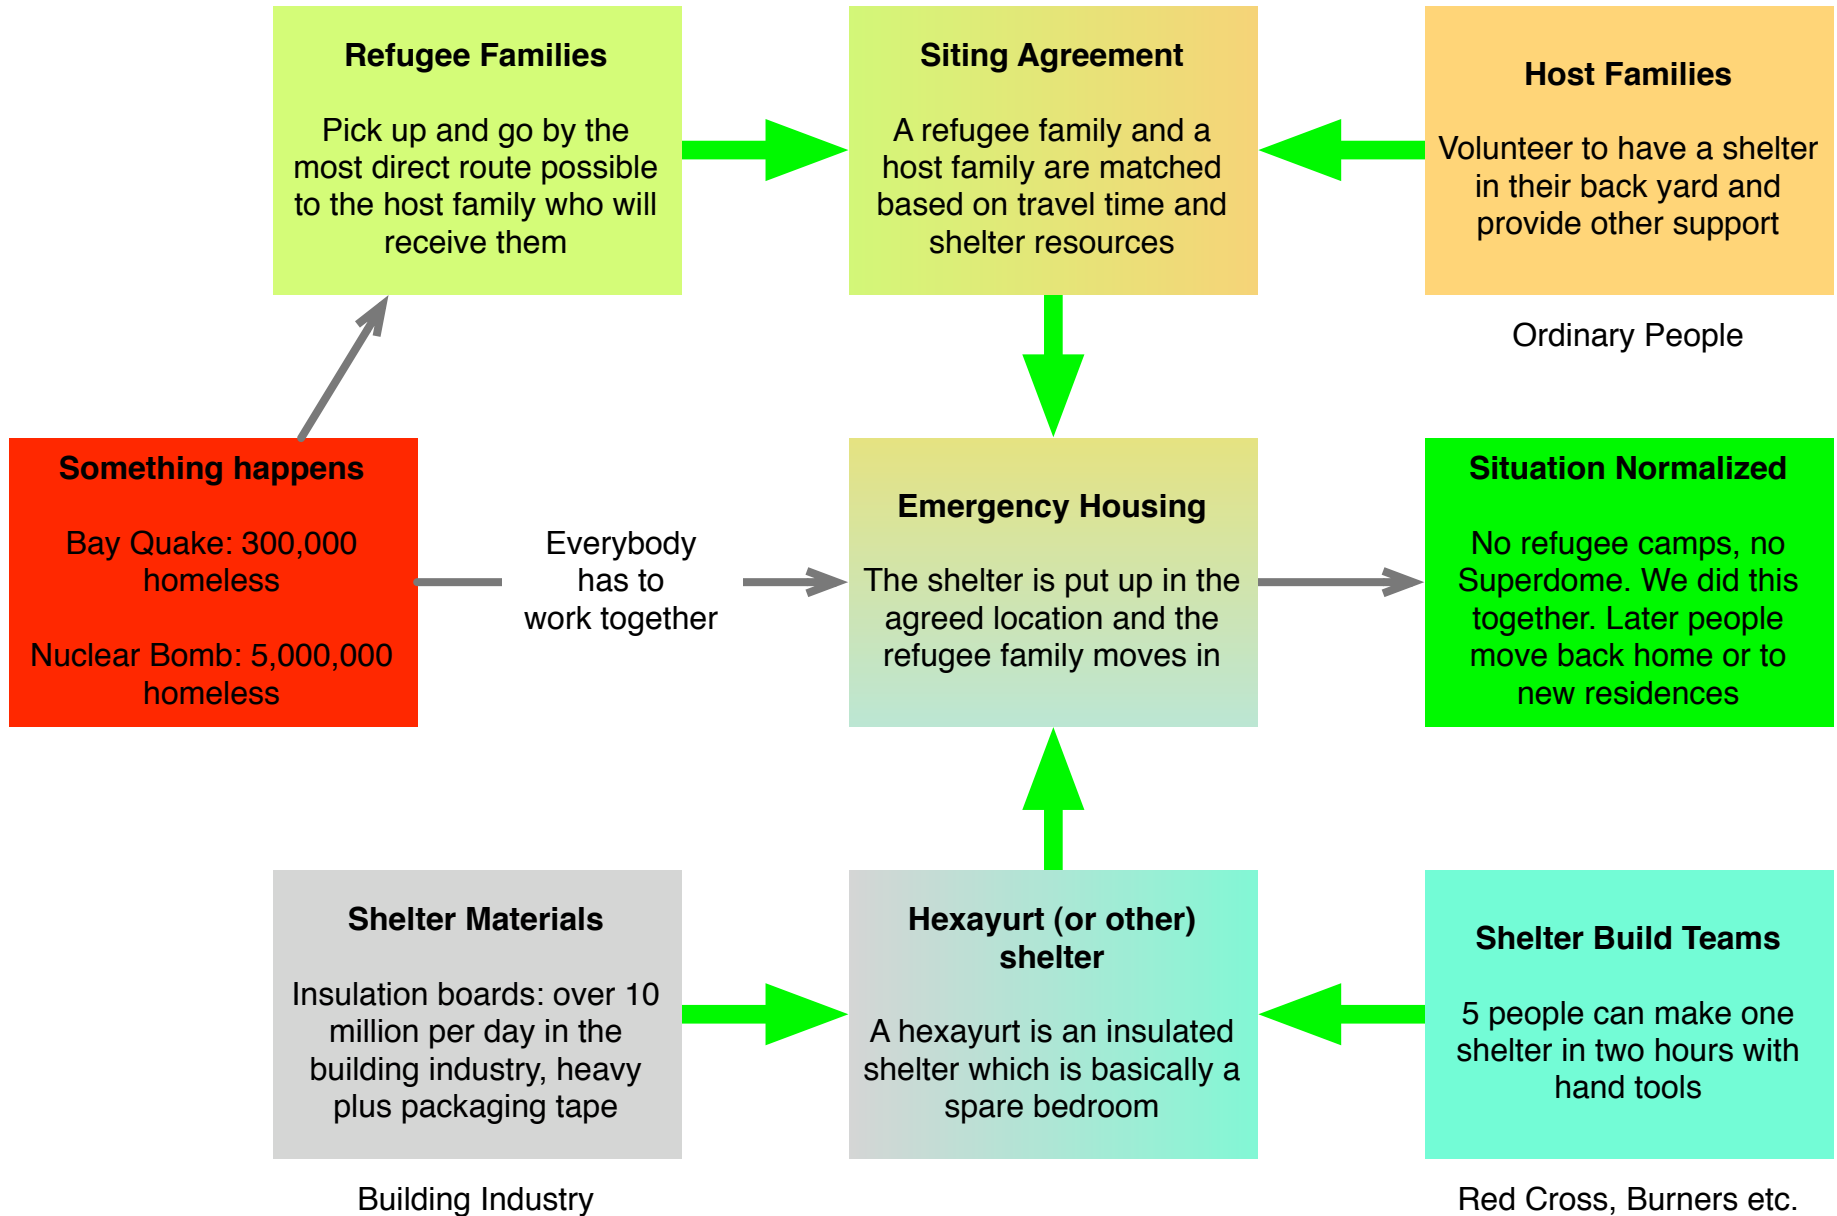 Refugee Families
Pick up and go by the
most direct route possible
to the host family who will
receive them
Siting Agreement
A refugee family and a
host family are matched
based on travel time and
shelter resources
Host Families
Volunteer to have a shelter
in their back yard and
provide other support
Ordinary People
Something happens
Bay Quake: 300,000
homeless
Nuclear Bomb: 5,000,000
homeless
Everybody
has to
work together
Emergency Housing
The shelter is put up in the
agreed location and the
refugee family moves in
Situation Normalized
No refugee camps, no
Superdome. We did this
together. Later people
move back home or to
new residences
Shelter Materials
Insulation boards: over 10
million per day in the
building industry, heavy
plus packaging tape
Building Industry
Hexayurt (or other)
shelter
A hexayurt is an insulated
shelter which is basically a
spare bedroom
Shelter Build Teams
5 people can make one
shelter in two hours with
hand tools
Red Cross, Burners etc.